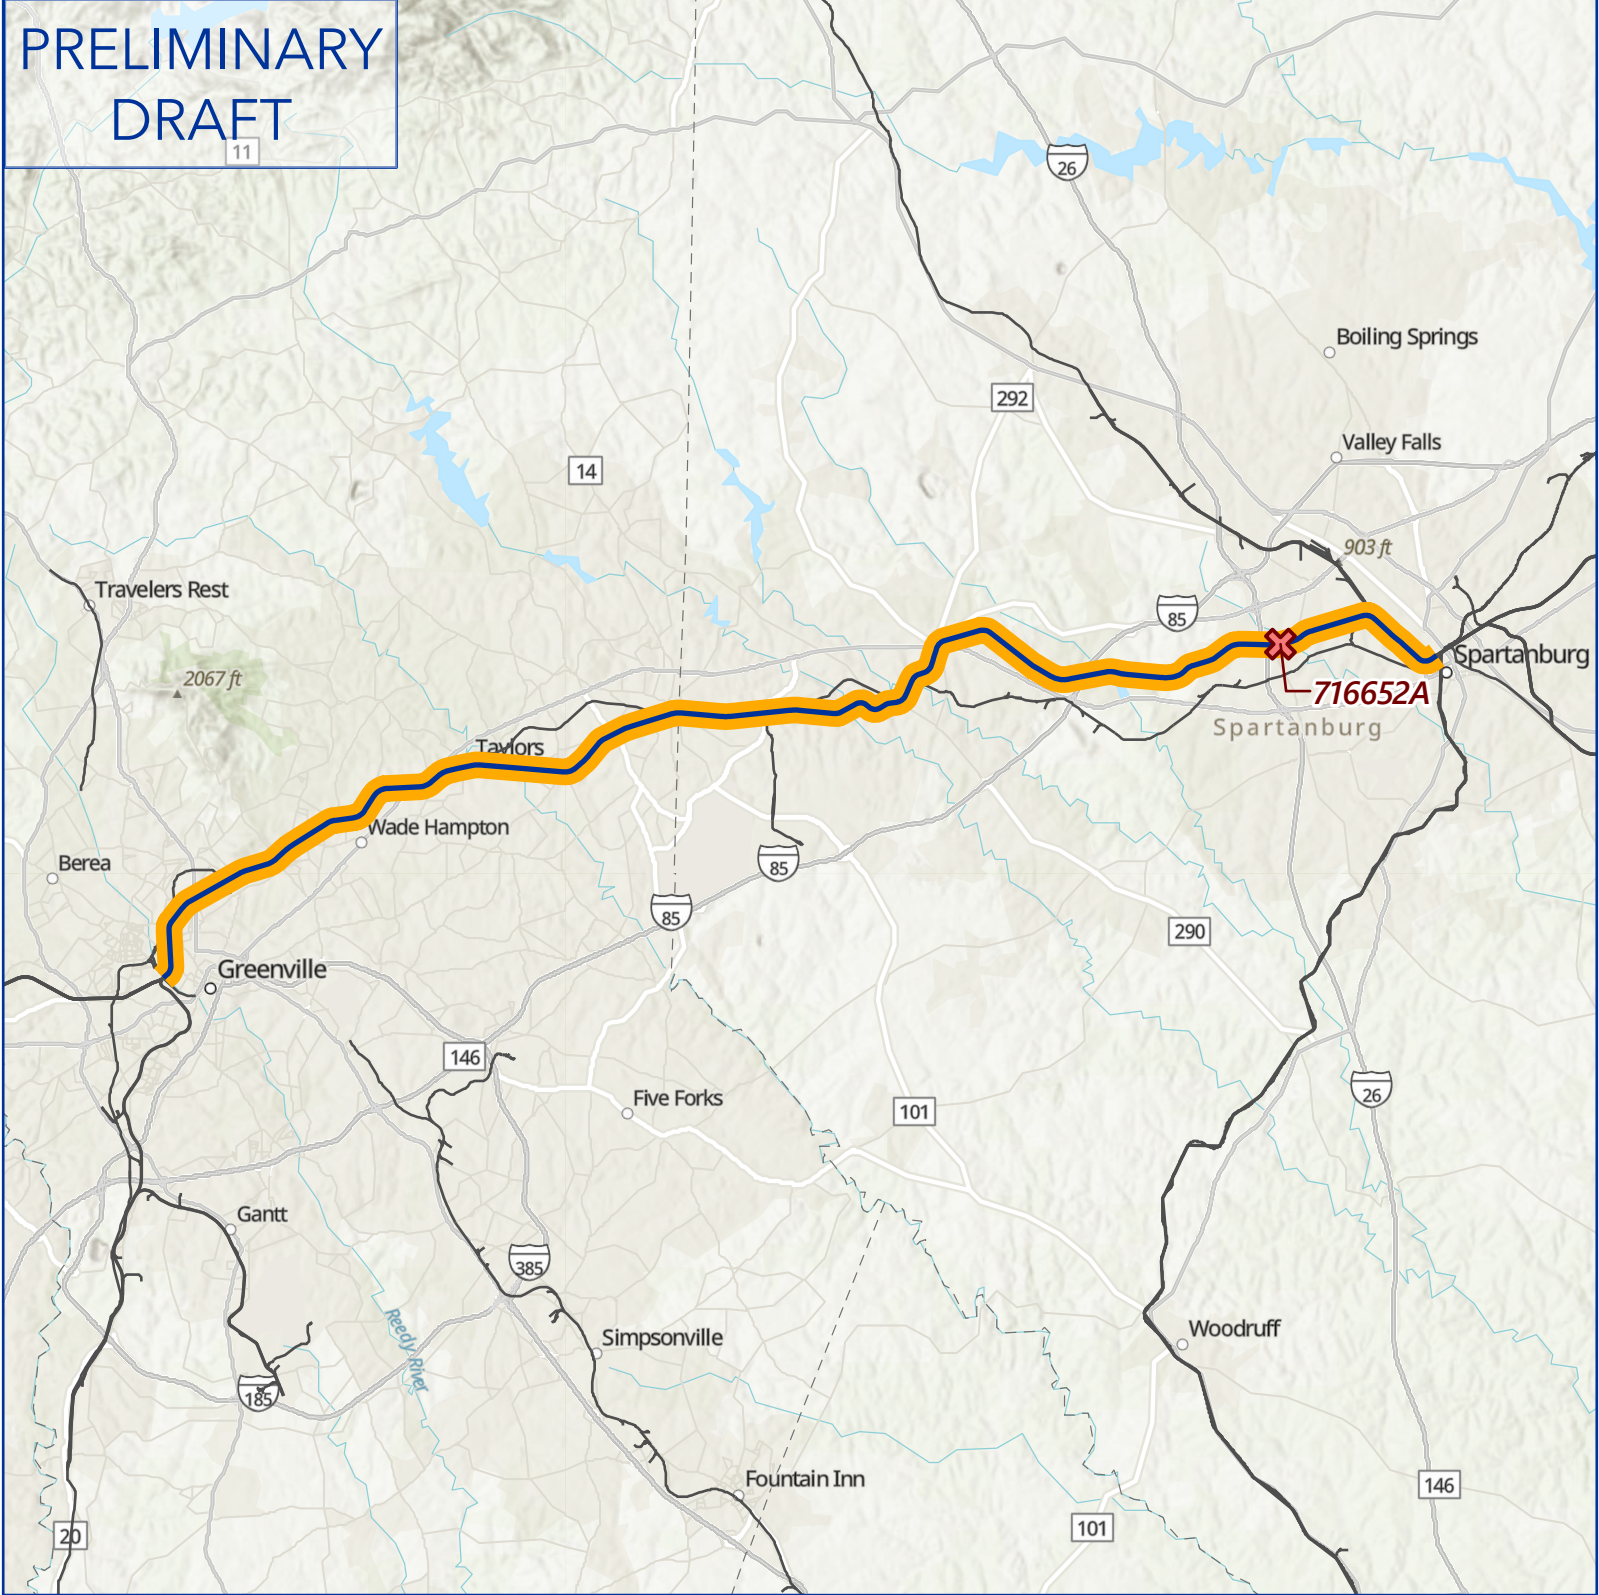 PRELIMINARY
DRAFT
11
26
Boiling Springs
292
Valley Falls
14
903 ft
Travelers Rest
85
2067 ft
Spartanburg
716652A
Spartanburg
Taylors
Wade Hampton
Berea
85
85
290
Greenville
146
Five Forks
101
26
Gantt
385
Reedy River
Simpsonville
Woodruff
185
Fountain Inn
146
20
101